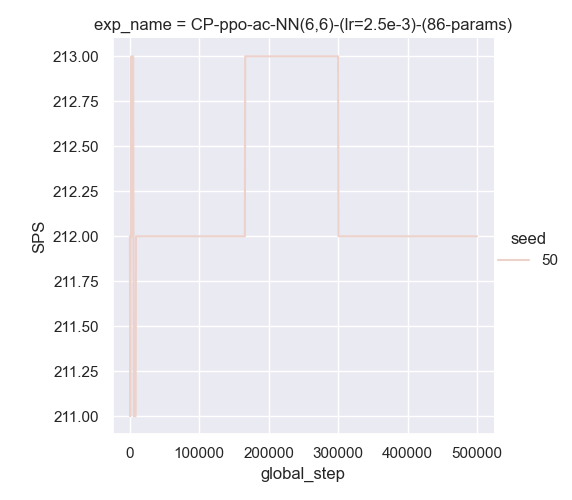 exp_name = CP-ppo-ac-NN(6,6)-(lr=2.5e-3)-(86-params)
213.00
212.75
212.50
212.25
212.00
211.75
211.50
211.25
211.00
SPS
seed
50
0 100000 200000 300000 400000 500000
global_step